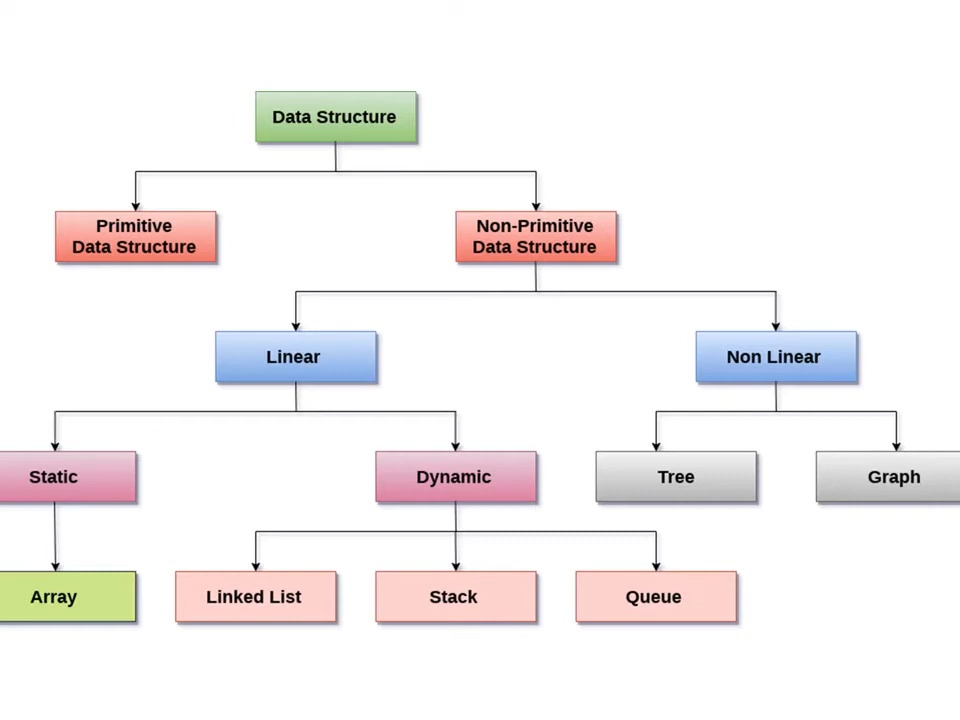 Data Structure
Primitive
Data Structure
Non-Primitive
Data Structure
Linear
Non Linear
Static
Dynamic
Tree
Graph
Array
Linked List
Stack
Queue